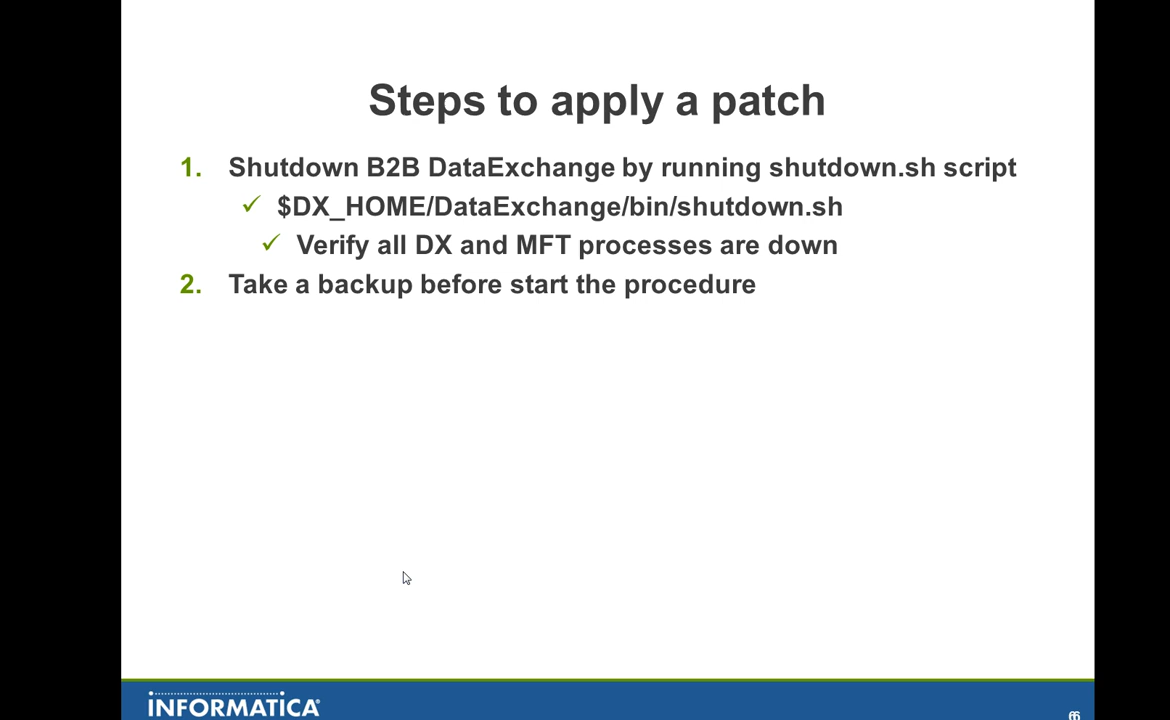 Steps to apply a patch
1. Shutdown B2B DataExchange by running shutdown.sh script
$DX_HOME/DataExchange/bin/shutdown.sh
Verify all DX and MFT processes are down
2. Take a backup before start the procedure
INFORMATICA